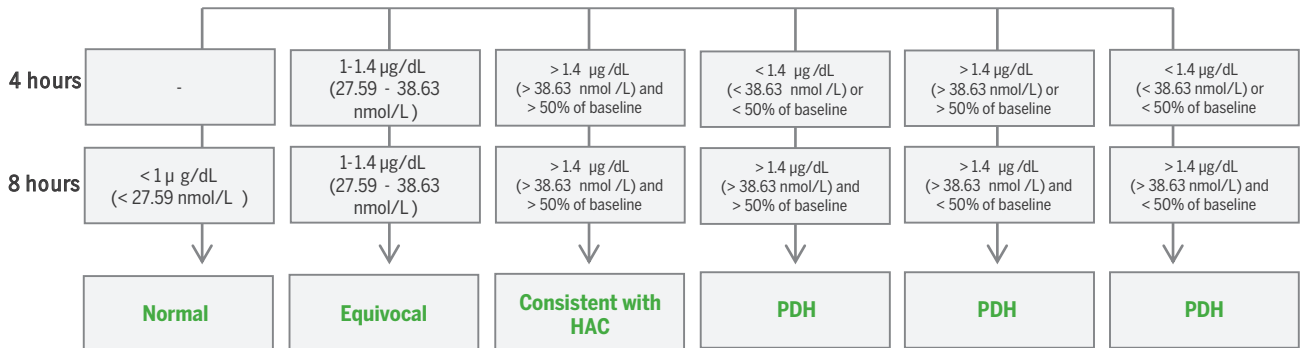 4 hours
-
1-1.4 µg/dL
(27.59 - 38.63
nmol/L )
> 1.4 µg /dL
(> 38.63 nmol /L) and
> 50% of baseline
< 1.4 µg /dL
(< 38.63 nmol/L) or
< 50% of baseline
> 1.4 µg/dL
(> 38.63 nmol/L) or
> 50% of baseline
< 1.4 µg/dL
(< 38.63 nmol/L) or
< 50% of baseline
8 hours
< 1 µ g/dL
(< 27.59 nmol/L )
1-1.4 µg/dL
(27.59 - 38.63
nmol/L )
> 1.4 µg /dL
(> 38.63 nmol /L) and
> 50% of baseline
> 1.4 µg/dL
(> 38.63 nmol/L) and
> 50% of baseline
> 1.4 µg/dL
(> 38.63 nmol/L) and
< 50% of baseline
> 1.4 µg/dL
(> 38.63 nmol/L) and
< 50% of baseline
Normal
Equivocal
Consistent with
HAC
PDH
PDH
PDH